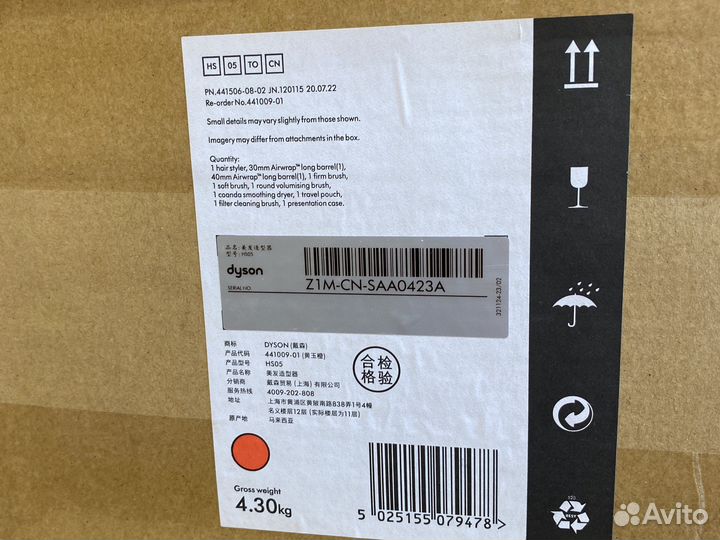 HS 05 TO CN
PN.441506-08-02 JN.120115 20.07.22
Re-order No.441009-01
Small details may vary slightly from those shown.
Imagery may differ from attachments in the box.
Quantity:
1 hair styler, 30mm Airwrap™ long barrel(1),
40mm Airwrap™ long barrel(1), 1 firm brush,
1 soft brush, 1 round volumising brush,
1 coanda smoothing dryer, 1 travel pouch,
1 filter cleaning brush, 1 presentation case.
品名: 美发造型器
型号: HS05
dyson
SERIAL NO.
Z1M-CN-SAA0423A
321124-23/02
商标 DYSON (戴森)
产品代码 441009-01 (黄玉橙)
产品型号 HS05
产品名称 美发造型器
分销商 戴森贸易 (上海) 有限公司
服务热线 4009-202-808
地址 上海市黄浦区黄陂南路838弄1号4幢
名义楼层12层 (实际楼层为11层)
原产地 马来西亚
合检
格验
Gross weight
4.30kg
5 025155 079478 >
Avito